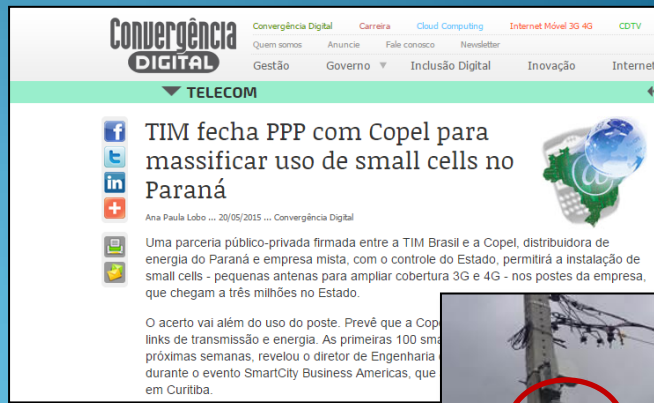 Convergência
DIGITAL
Convergência Digital Carreira Cloud Computing Internet Móvel 3G 4G CDTV
Quem somos Anuncie Fale conosco Newsletter
Gestão Governo Inclusão Digital Inovação Internet
TELECOM
TIM fecha PPP com Copel para
massificar uso de small cells no
Paraná
Ana Paula Lobo ... 20/05/2015 ... Convergência Digital
Uma parceria público-privada firmada entre a TIM Brasil e a Copel, distribuidora de
energia do Paraná e empresa mista, com o controle do Estado, permitirá a instalação de
small cells - pequenas antenas para ampliar cobertura 3G e 4G - nos postes da empresa,
que chegam a três milhões no Estado.
O acerto vai além do uso do poste. Prevê que a Cope
links de transmissão e energia. As primeiras 100 sma
próximas semanas, revelou o diretor de Engenharia
durante o evento SmartCity Business Americas, que
em Curitiba.